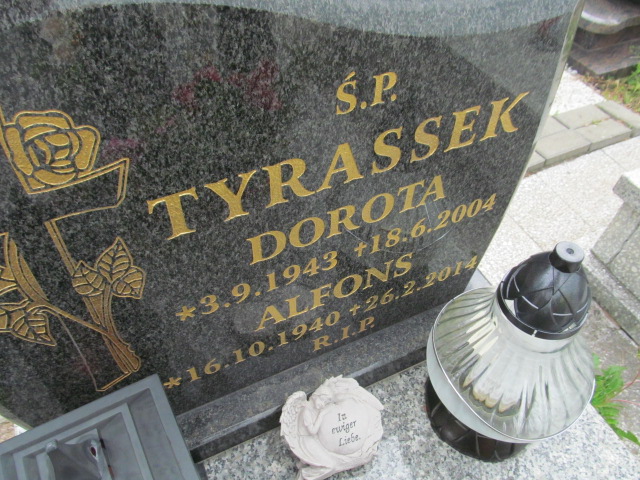 Ś.P.
TYRASSEK
DOROTA
*3.9.1943 +18.6.2004
ALFONS
*16.10.1940 +26.2.2014
R.I.P.
In
ewiger
Liebe.